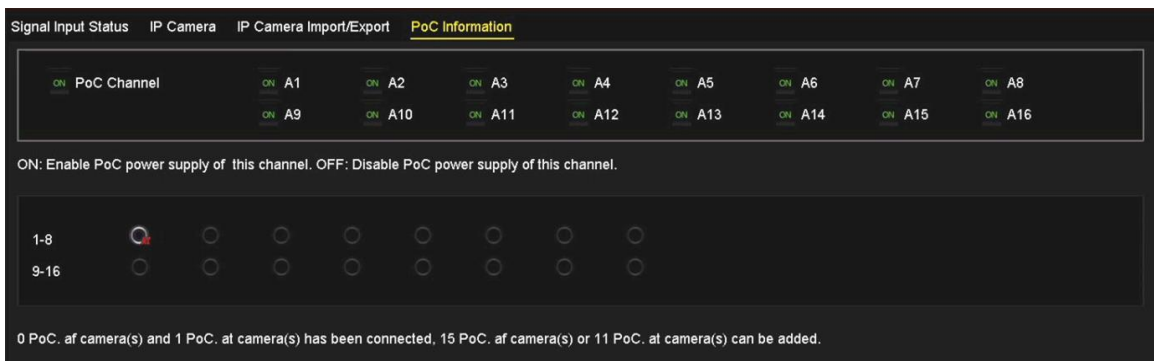 Signal Input Status IP Camera IP Camera Import/Export PoC Information
ON PoC Channel ON A1 ON A2 ON A3 ON A4 ON A5 ON A6 ON A7 ON A8
ON A9 ON A10 ON A11 ON A12 ON A13 ON A14 ON A15 ON A16
ON: Enable PoC power supply of this channel. OFF: Disable PoC power supply of this channel.
1-8
9-16
0 PoC. af camera(s) and 1 PoC. at camera(s) has been connected, 15 PoC. af camera(s) or 11 PoC. at camera(s) can be added.